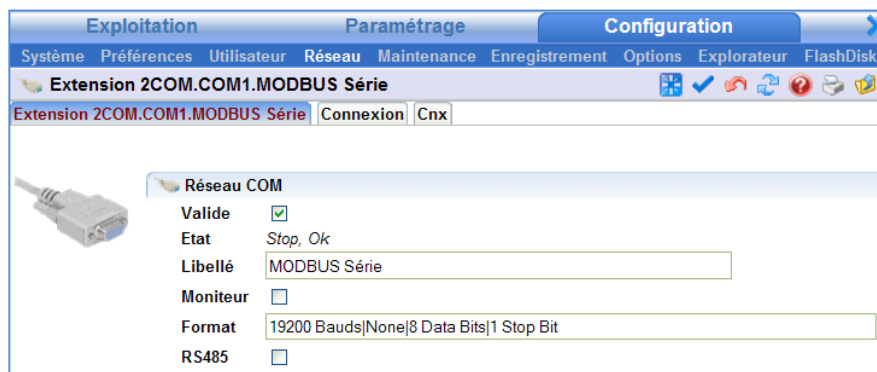 Exploitation Paramétrage Configuration
Système Préférences Utilisateur Réseau Maintenance Enregistrement Options Explorateur FlashDisk
Extension 2COM.COM1.MODBUS Série
Extension 2COM.COM1.MODBUS Série Connexion Cnx
Réseau COM
Valide
Etat Stop, Ok
Libellé MODBUS Série
Moniteur
Format 19200 Bauds|None|8 Data Bits|1 Stop Bit
RS485